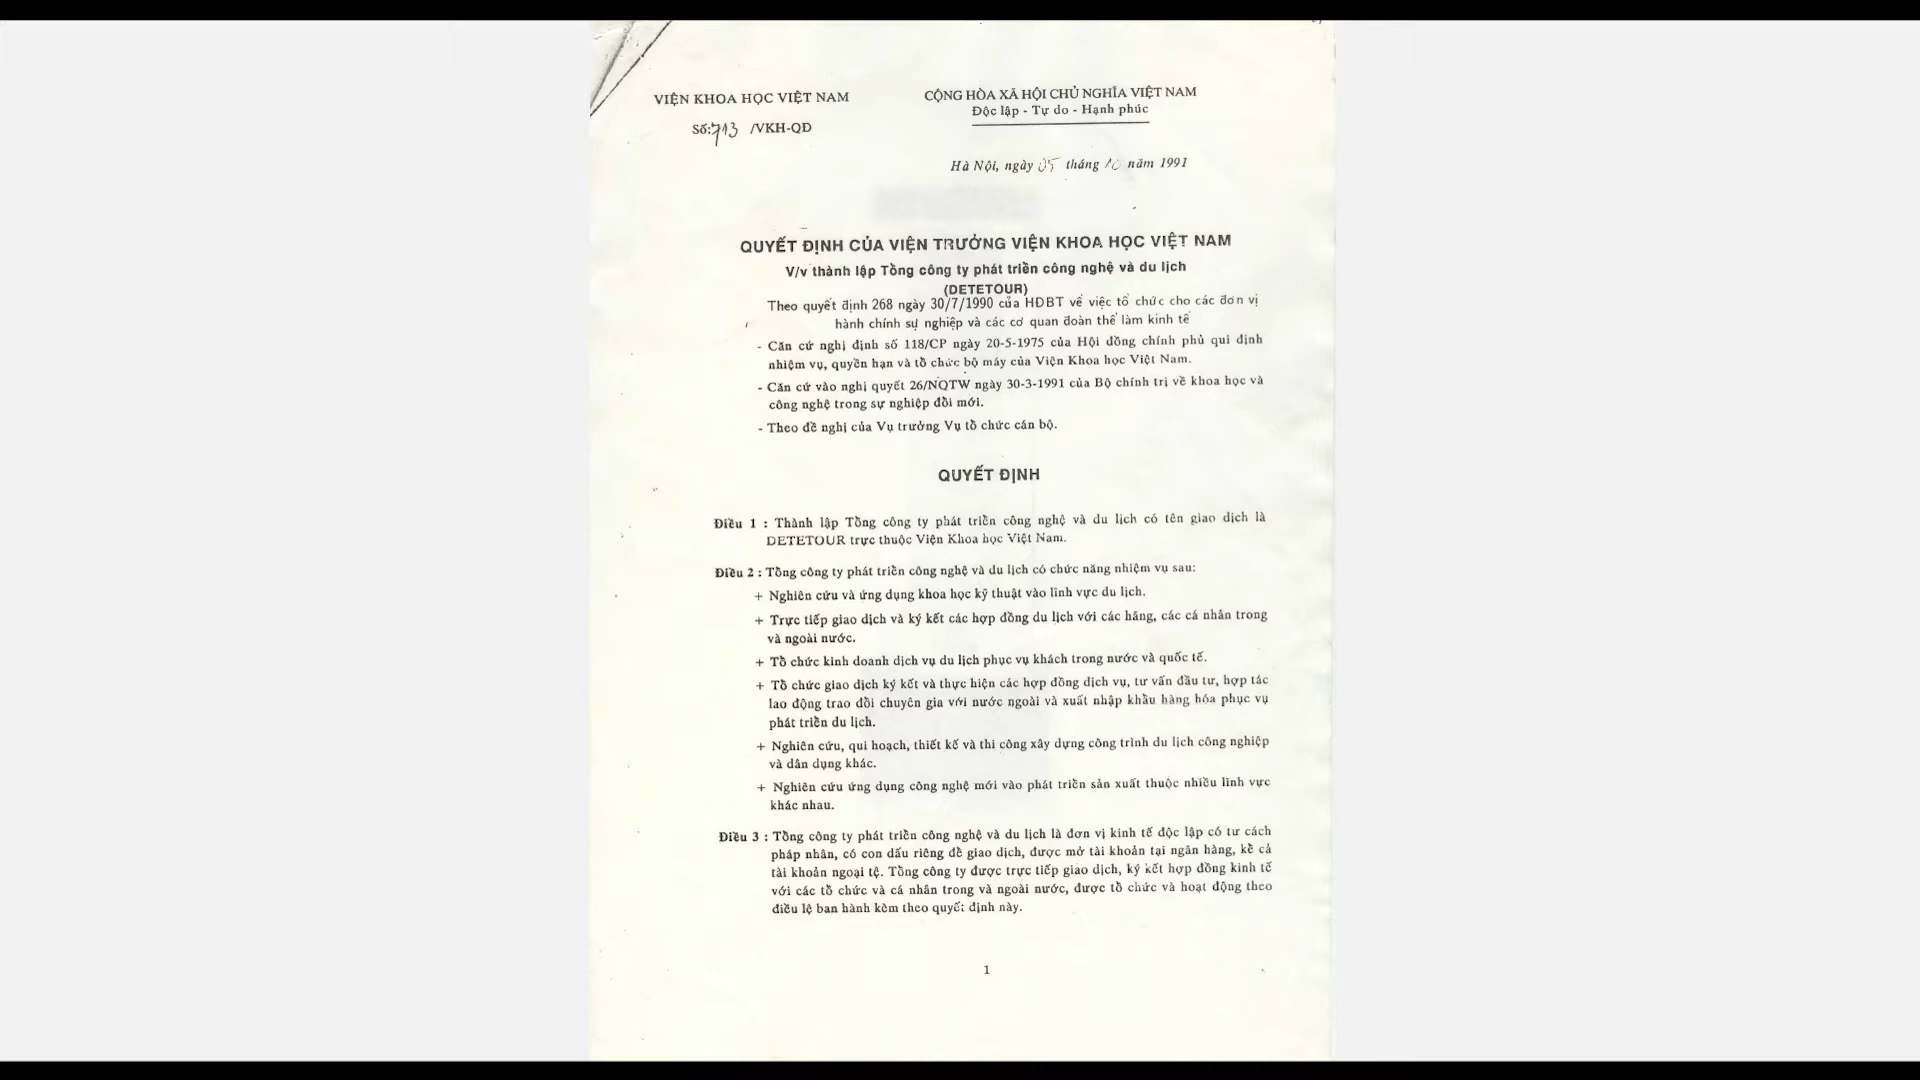 VIỆN KHOA HỌC VIỆT NAM
Số: 713 /VKH-QD
CỘNG HÒA XÃ HỘI CHỦ NGHĨA VIỆT NAM
Độc lập - Tự do - Hạnh phúc
Hà Nội, ngày 05 tháng 10 năm 1991
QUYẾT ĐỊNH CỦA VIỆN TRƯỞNG VIỆN KHOA HỌC VIỆT NAM
V/v thành lập Tổng công ty phát triển công nghệ và du lịch
(DETETOUR)
Theo quyết định 268 ngày 30/7/1990 của HDBT về việc tổ chức cho các đơn vị
hành chính sự nghiệp và các cơ quan đoàn thể làm kinh tế
- Căn cứ nghị định số 118/CP ngày 20-5-1975 của Hội đồng chính phủ qui định
nhiệm vụ, quyền hạn và tổ chức bộ máy của Viện Khoa học Việt Nam.
- Căn cứ vào nghị quyết 26/NQTW ngày 30-3-1991 của Bộ chính trị về khoa học và
công nghệ trong sự nghiệp đổi mới.
- Theo đề nghị của Vụ trưởng Vụ tổ chức cán bộ.
QUYẾT ĐỊNH
Điều 1 : Thành lập Tổng công ty phát triển công nghệ và du lịch có tên giao dịch là
DETETOUR trực thuộc Viện Khoa học Việt Nam.
Điều 2 : Tổng công ty phát triển công nghệ và du lịch có chức năng nhiệm vụ sau:
+ Nghiên cứu và ứng dụng khoa học kỹ thuật vào lĩnh vực du lịch.
+ Trực tiếp giao dịch và ký kết các hợp đồng du lịch với các hãng, các cá nhân trong
và ngoài nước.
+ Tổ chức kinh doanh dịch vụ du lịch phục vụ khách trong nước và quốc tế.
+ Tổ chức giao dịch ký kết và thực hiện các hợp đồng dịch vụ, tư vấn đầu tư, hợp tác
lao động trao đổi chuyên gia với nước ngoài và xuất nhập khẩu hàng hóa phục vụ
phát triển du lịch.
+ Nghiên cứu, qui hoạch, thiết kế và thi công xây dựng công trình du lịch công nghiệp
và dân dụng khác.
+ Nghiên cứu ứng dụng công nghệ mới vào phát triển sản xuất thuộc nhiều lĩnh vực
khác nhau.
Điều 3 : Tổng công ty phát triển công nghệ và du lịch là đơn vị kinh tế độc lập có tư cách
pháp nhân, có con dấu riêng để giao dịch, được mở tài khoản tại ngân hàng, kể cả
tài khoản ngoại tệ. Tổng công ty được trực tiếp giao dịch, ký kết hợp đồng kinh tế
với các tổ chức và cá nhân trong và ngoài nước, được tổ chức và hoạt động theo
điều lệ ban hành kèm theo quyết định này.
1